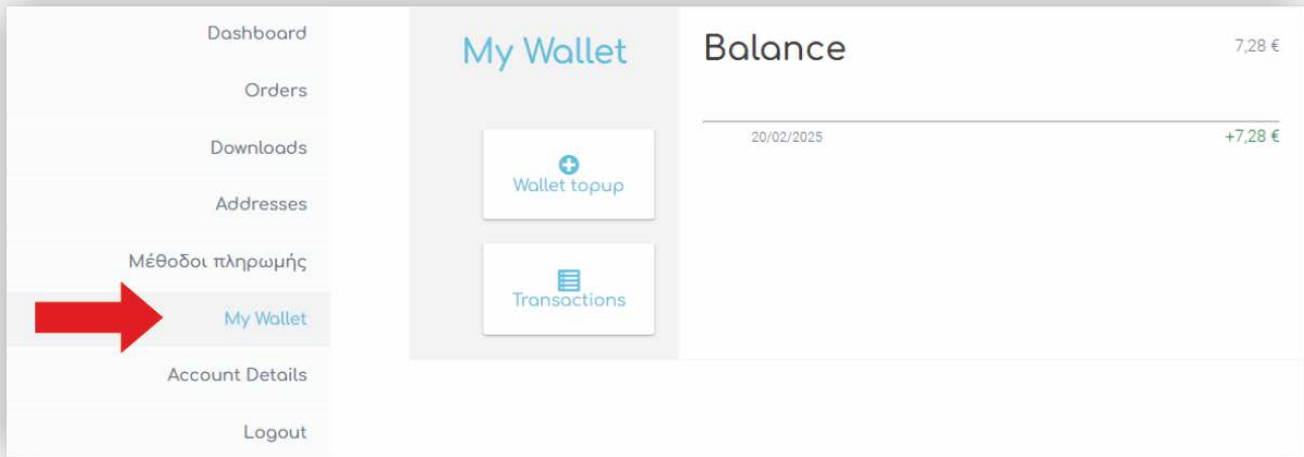 Dashboard
Orders
Downloads
Addresses
Μέθοδοι πληρωμής
My Wallet
Account Details
Logout
My Wallet
Wallet topup
Transactions
Balance
7,28 €
20/02/2025
+7,28 €